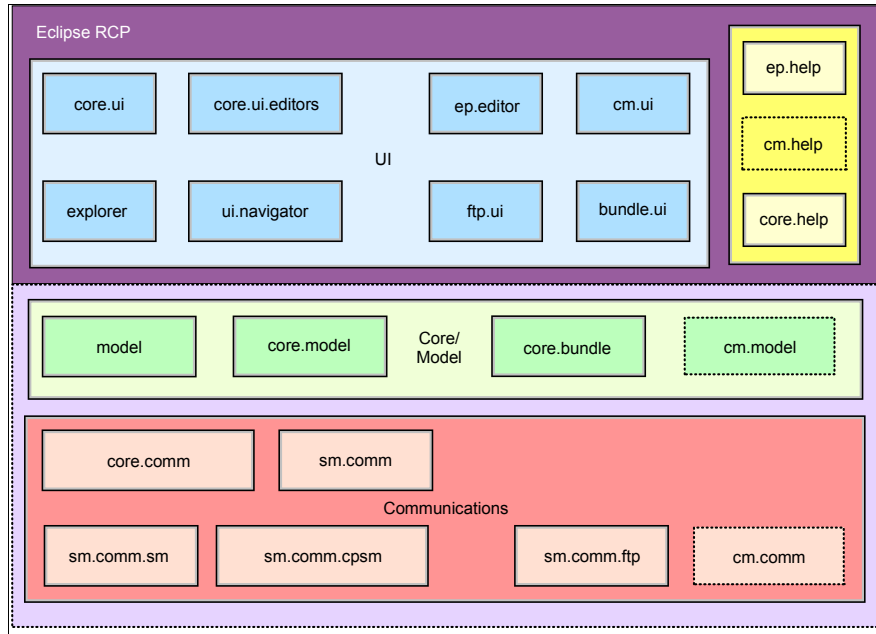 Eclipse RCP
core.ui
core.ui.editors
ep.editor
cm.ui
UI
explorer
ui.navigator
ftp.ui
bundle.ui
ep.help
cm.help
core.help
model
core.model
Core/
Model
core.bundle
cm.model
core.comm
sm.comm
Communications
sm.comm.sm
sm.comm.cpsm
sm.comm.ftp
cm.comm